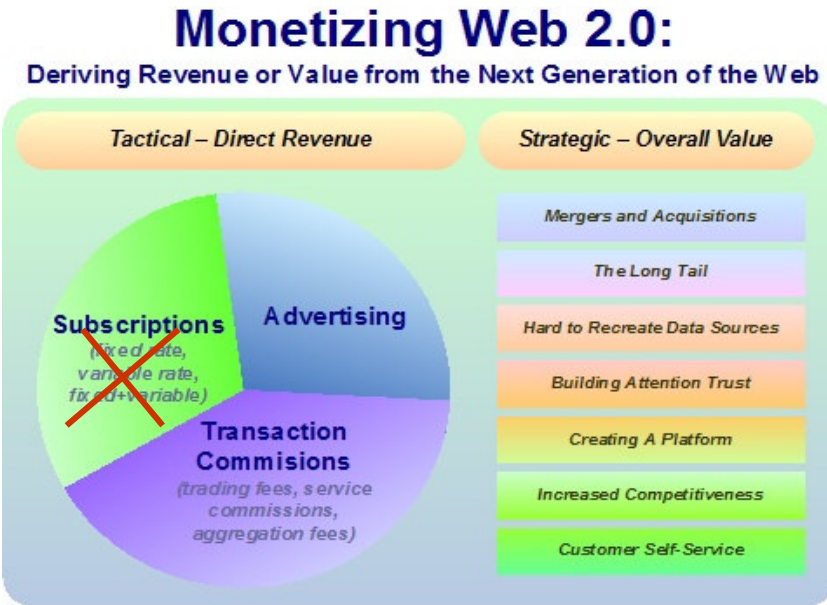 Monetizing Web 2.0:
Deriving Revenue or Value from the Next Generation of the Web
Tactical – Direct Revenue
Subscriptions
(fixed rate,
variable rate,
fixed+variable)
Advertising
Transaction
Commisions
(trading fees, service
commissions,
aggregation fees)
Strategic – Overall Value
Mergers and Acquisitions
The Long Tail
Hard to Recreate Data Sources
Building Attention Trust
Creating A Platform
Increased Competitiveness
Customer Self-Service